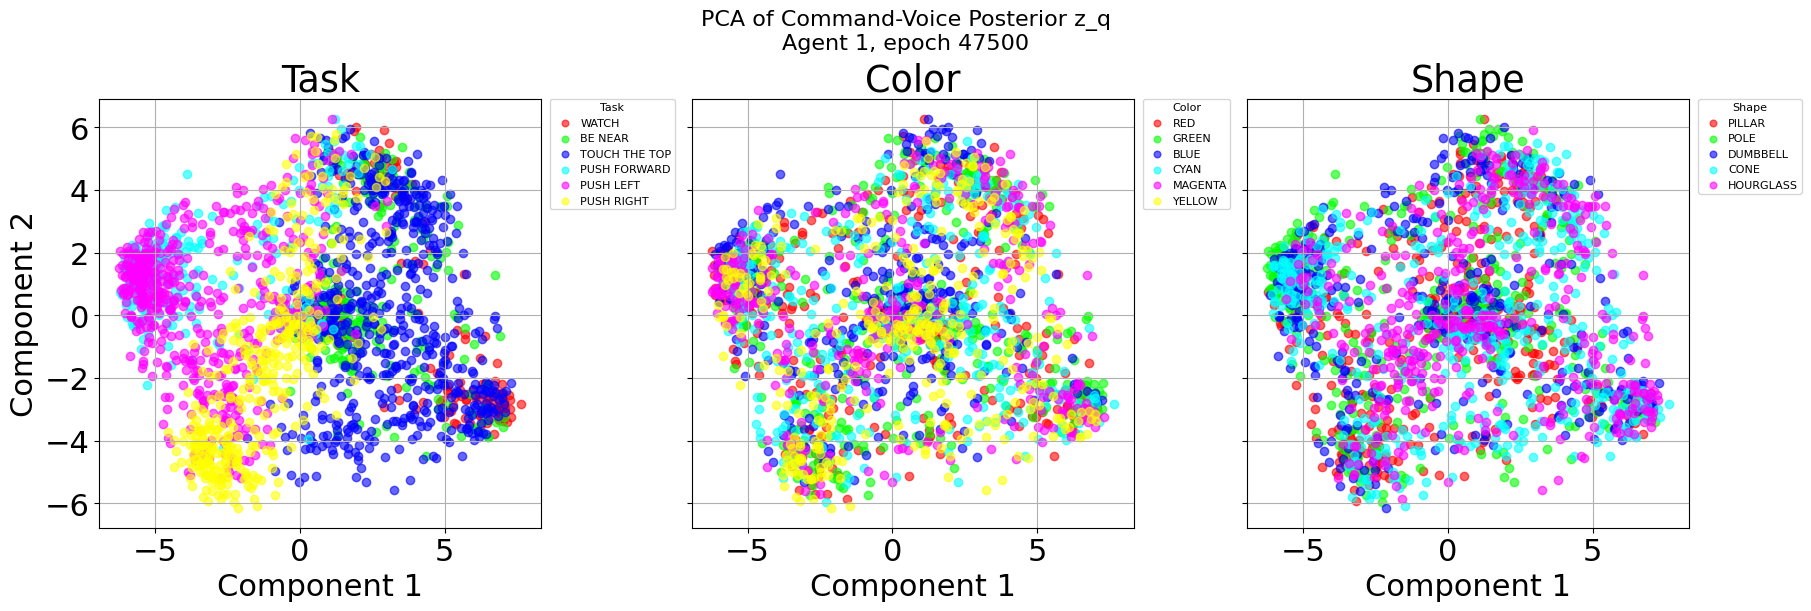 PCA of Command-Voice Posterior z_q
Agent 1, epoch 47500
Task
Color
Shape
Task
WATCH
BE NEAR
TOUCH THE TOP
PUSH FORWARD
PUSH LEFT
PUSH RIGHT
Color
RED
GREEN
BLUE
CYAN
MAGENTA
YELLOW
Shape
PILLAR
POLE
DUMBBELL
CONE
HOURGLASS
Component 2
6
4
2
0
−2
−4
−6
−5 0 5
−5 0 5
−5 0 5
Component 1
Component 1
Component 1